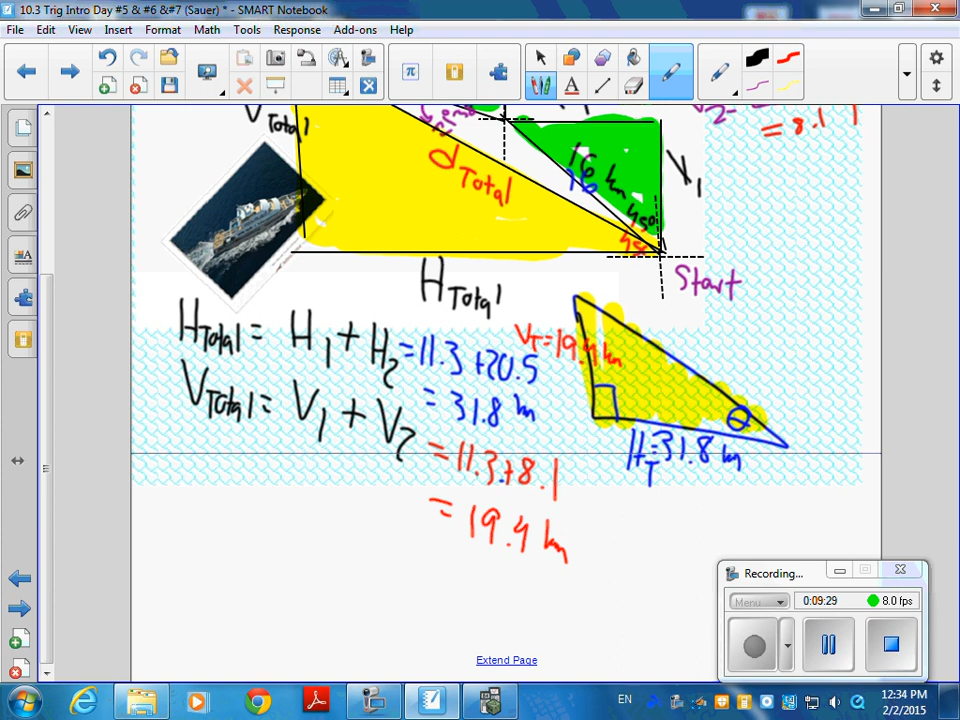 10.3 Trig Intro Day #5 & #6 &#7 (Sauer) * - SMART Notebook
File Edit View Insert Format Math Tools Response Add-ons Help
VTotal
= 8.1
dTotal
16 km
V1
45°
Start
HTotal
HTotal = H1 + H2 = 11.3 + 20.5
= 31.8 km
VTotal = V1 + V2
= 11.3 + 8.1
= 19.4 km
VT = 19.4 km
θ
HT = 31.8 km
Extend Page
Recording...
Menu 0:09:29 8.0 fps
EN
12:34 PM
2/2/2015